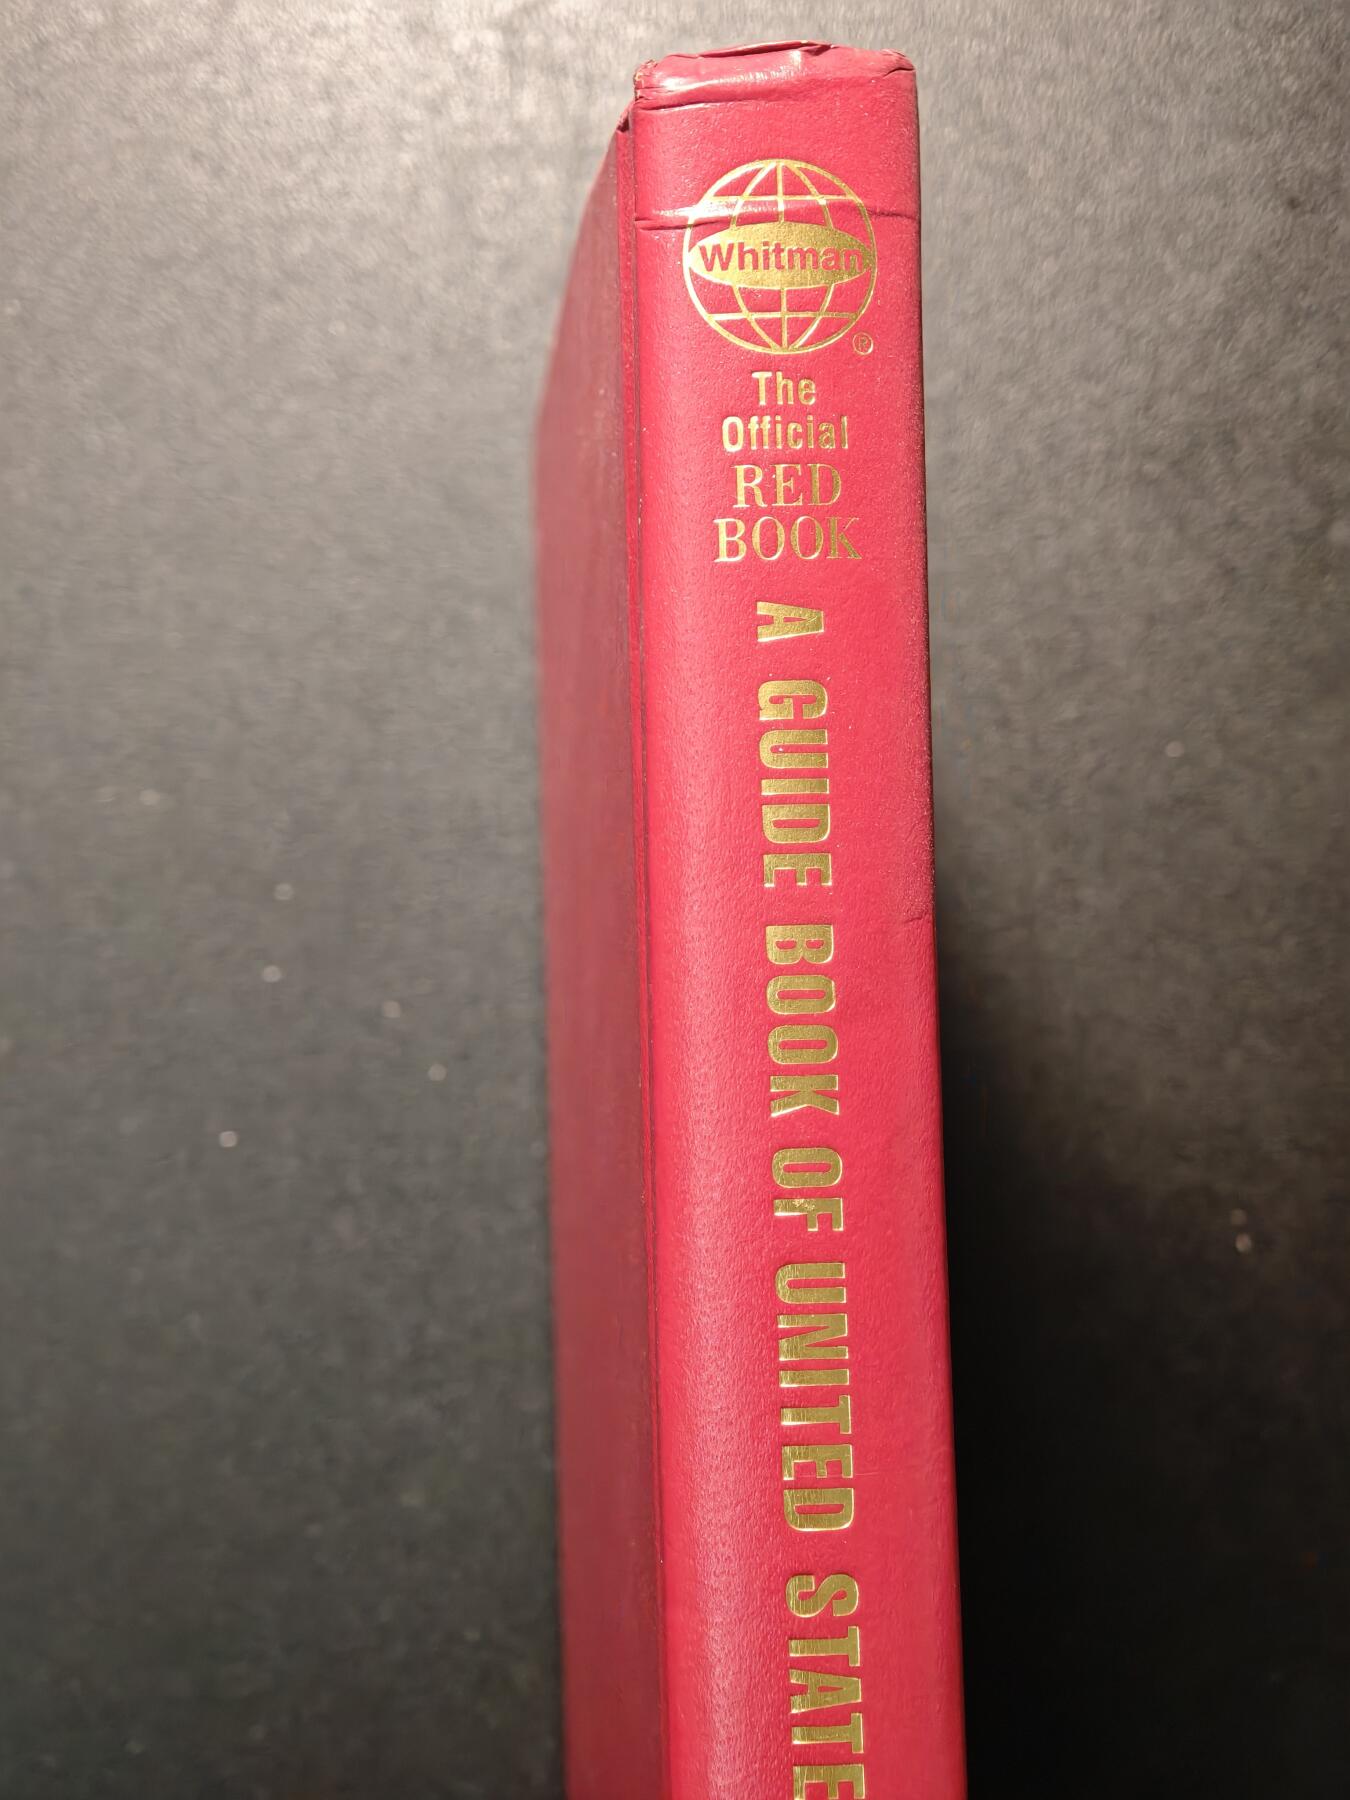 Whitman
®
The
Official
RED
BOOK
A GUIDE BOOK OF UNITED STATE